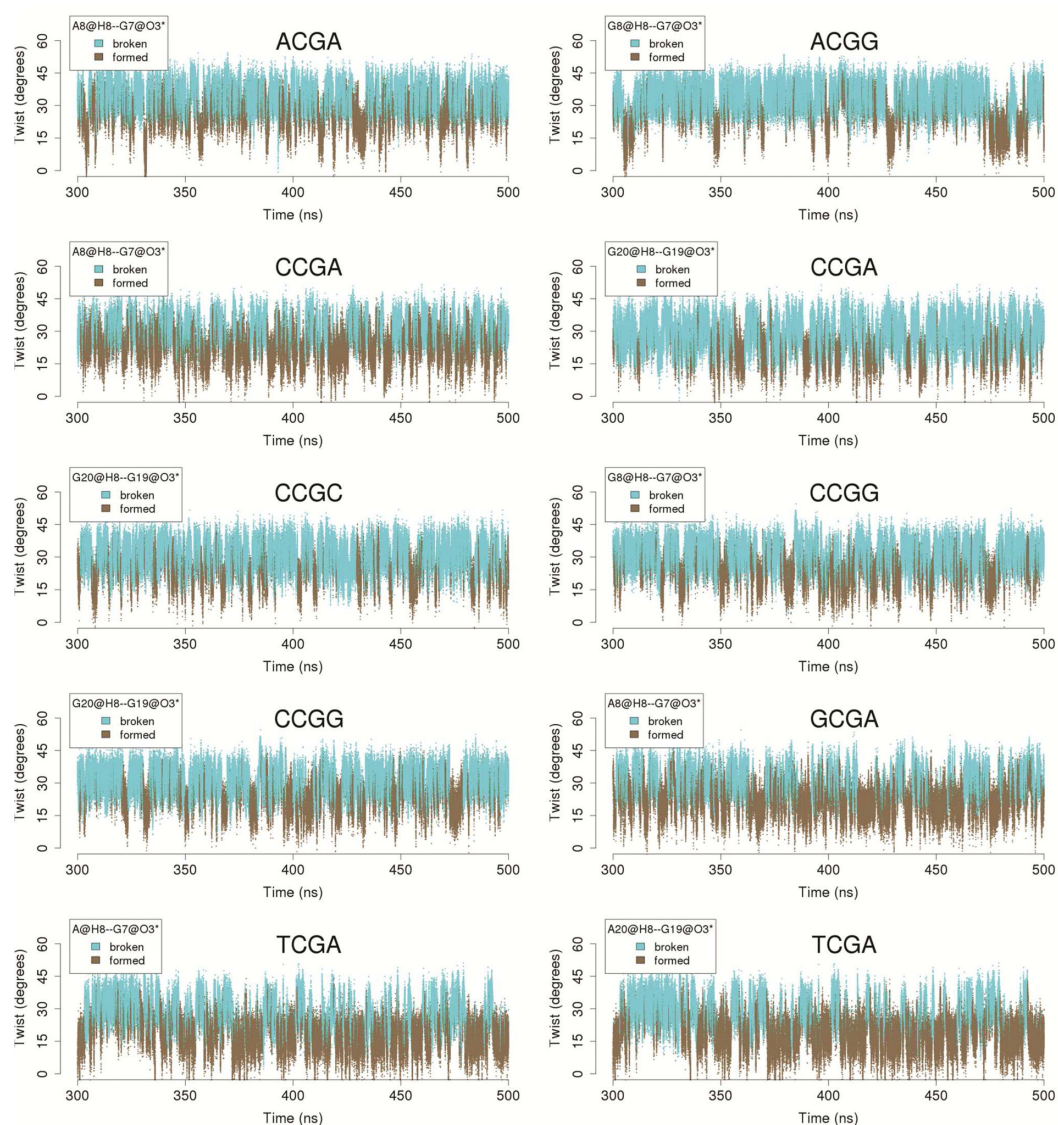 A8@H8--G7@O3*
broken
formed
ACGA
Twist (degrees)
60
45
30
15
0
300
350
400
450
500
Time (ns)
G8@H8--G7@O3*
broken
formed
ACGG
Twist (degrees)
60
45
30
15
0
300
350
400
450
500
Time (ns)
A8@H8--G7@O3*
broken
formed
CCGA
Twist (degrees)
60
45
30
15
0
300
350
400
450
500
Time (ns)
G20@H8--G19@O3*
broken
formed
CCGA
Twist (degrees)
60
45
30
15
0
300
350
400
450
500
Time (ns)
G20@H8--G19@O3*
broken
formed
CCGC
Twist (degrees)
60
45
30
15
0
300
350
400
450
500
Time (ns)
G8@H8--G7@O3*
broken
formed
CCGG
Twist (degrees)
60
45
30
15
0
300
350
400
450
500
Time (ns)
G20@H8--G19@O3*
broken
formed
CCGG
Twist (degrees)
60
45
30
15
0
300
350
400
450
500
Time (ns)
A8@H8--G7@O3*
broken
formed
GCGA
Twist (degrees)
60
45
30
15
0
300
350
400
450
500
Time (ns)
A@H8--G7@O3*
broken
formed
TCGA
Twist (degrees)
60
45
30
15
0
300
350
400
450
500
Time (ns)
A20@H8--G19@O3*
broken
formed
TCGA
Twist (degrees)
60
45
30
15
0
300
350
400
450
500
Time (ns)